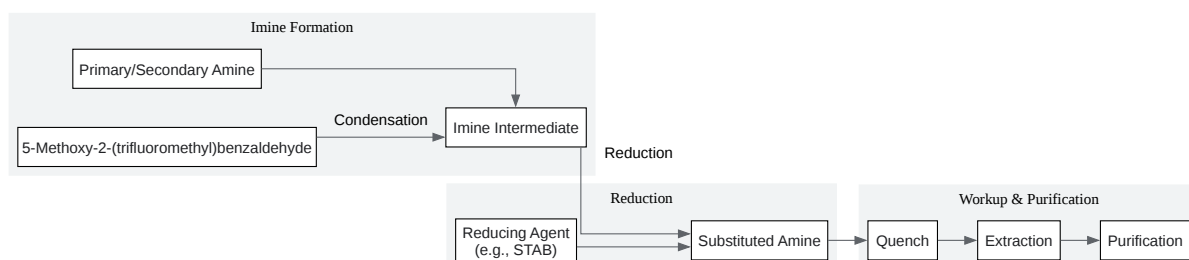 Imine Formation
Primary/Secondary Amine
Condensation
Imine Intermediate
5-Methoxy-2-(trifluoromethyl)benzaldehyde
Reduction
Reduction
Workup & Purification
Reducing Agent
(e.g., STAB)
Substituted Amine
Quench
Extraction
Purification